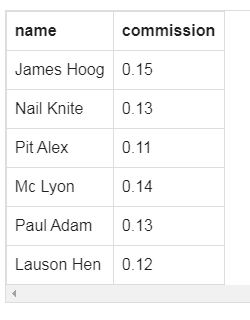 name commission
James Hoog 0.15
Nail Knite 0.13
Pit Alex 0.11
Mc Lyon 0.14
Paul Adam 0.13
Lauson Hen 0.12